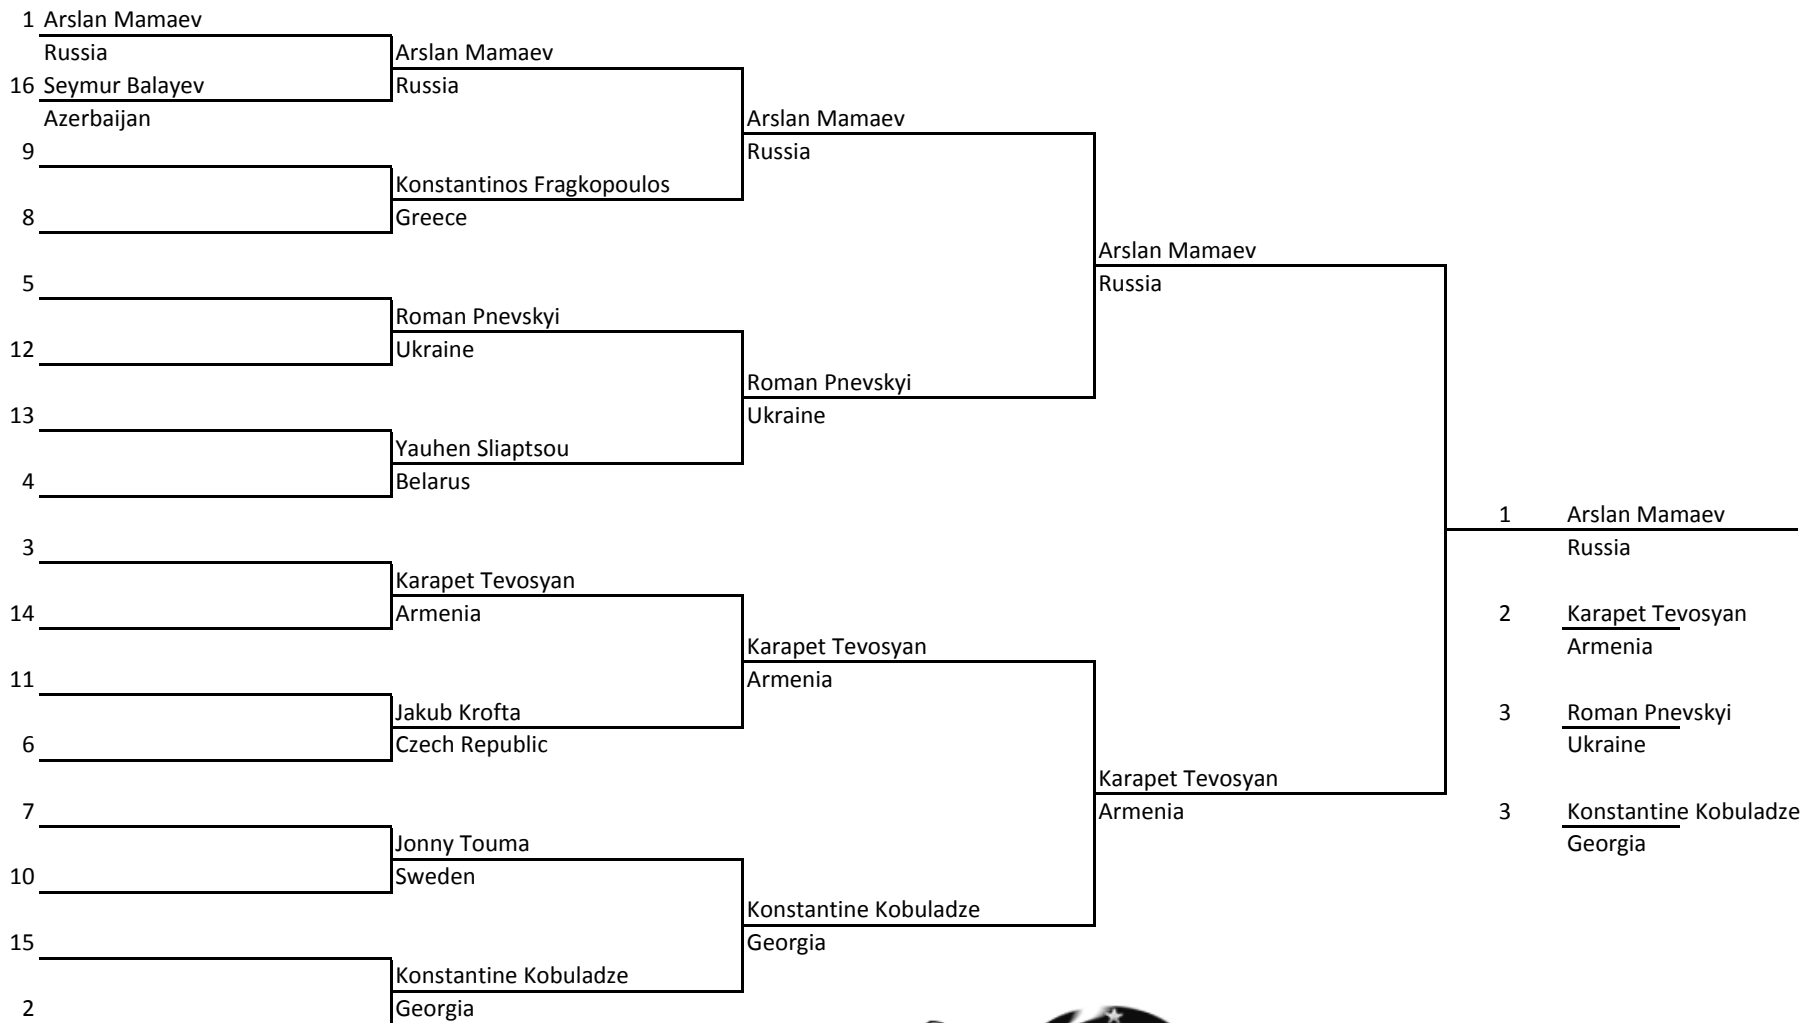 1 Arslan Mamaev
Russia
Arslan Mamaev
16 Seymur Balayev
Russia
Azerbaijan
Arslan Mamaev
9
Russia
Konstantinos Fragkopoulos
8
Greece
Arslan Mamaev
5
Russia
Roman Pnevskyi
12
Ukraine
Roman Pnevskyi
13
Ukraine
Yauhen Sliaptsou
4
Belarus
1 Arslan Mamaev
3
Russia
Karapet Tevosyan
14
Armenia
2 Karapet Tevosyan
Karapet Tevosyan
Armenia
11
Armenia
Jakub Krofta
3 Roman Pnevskyi
6
Czech Republic
Ukraine
Karapet Tevosyan
7
Armenia
3 Konstantine Kobuladze
Jonny Touma
Georgia
10
Sweden
Konstantine Kobuladze
15
Georgia
Konstantine Kobuladze
2
Georgia